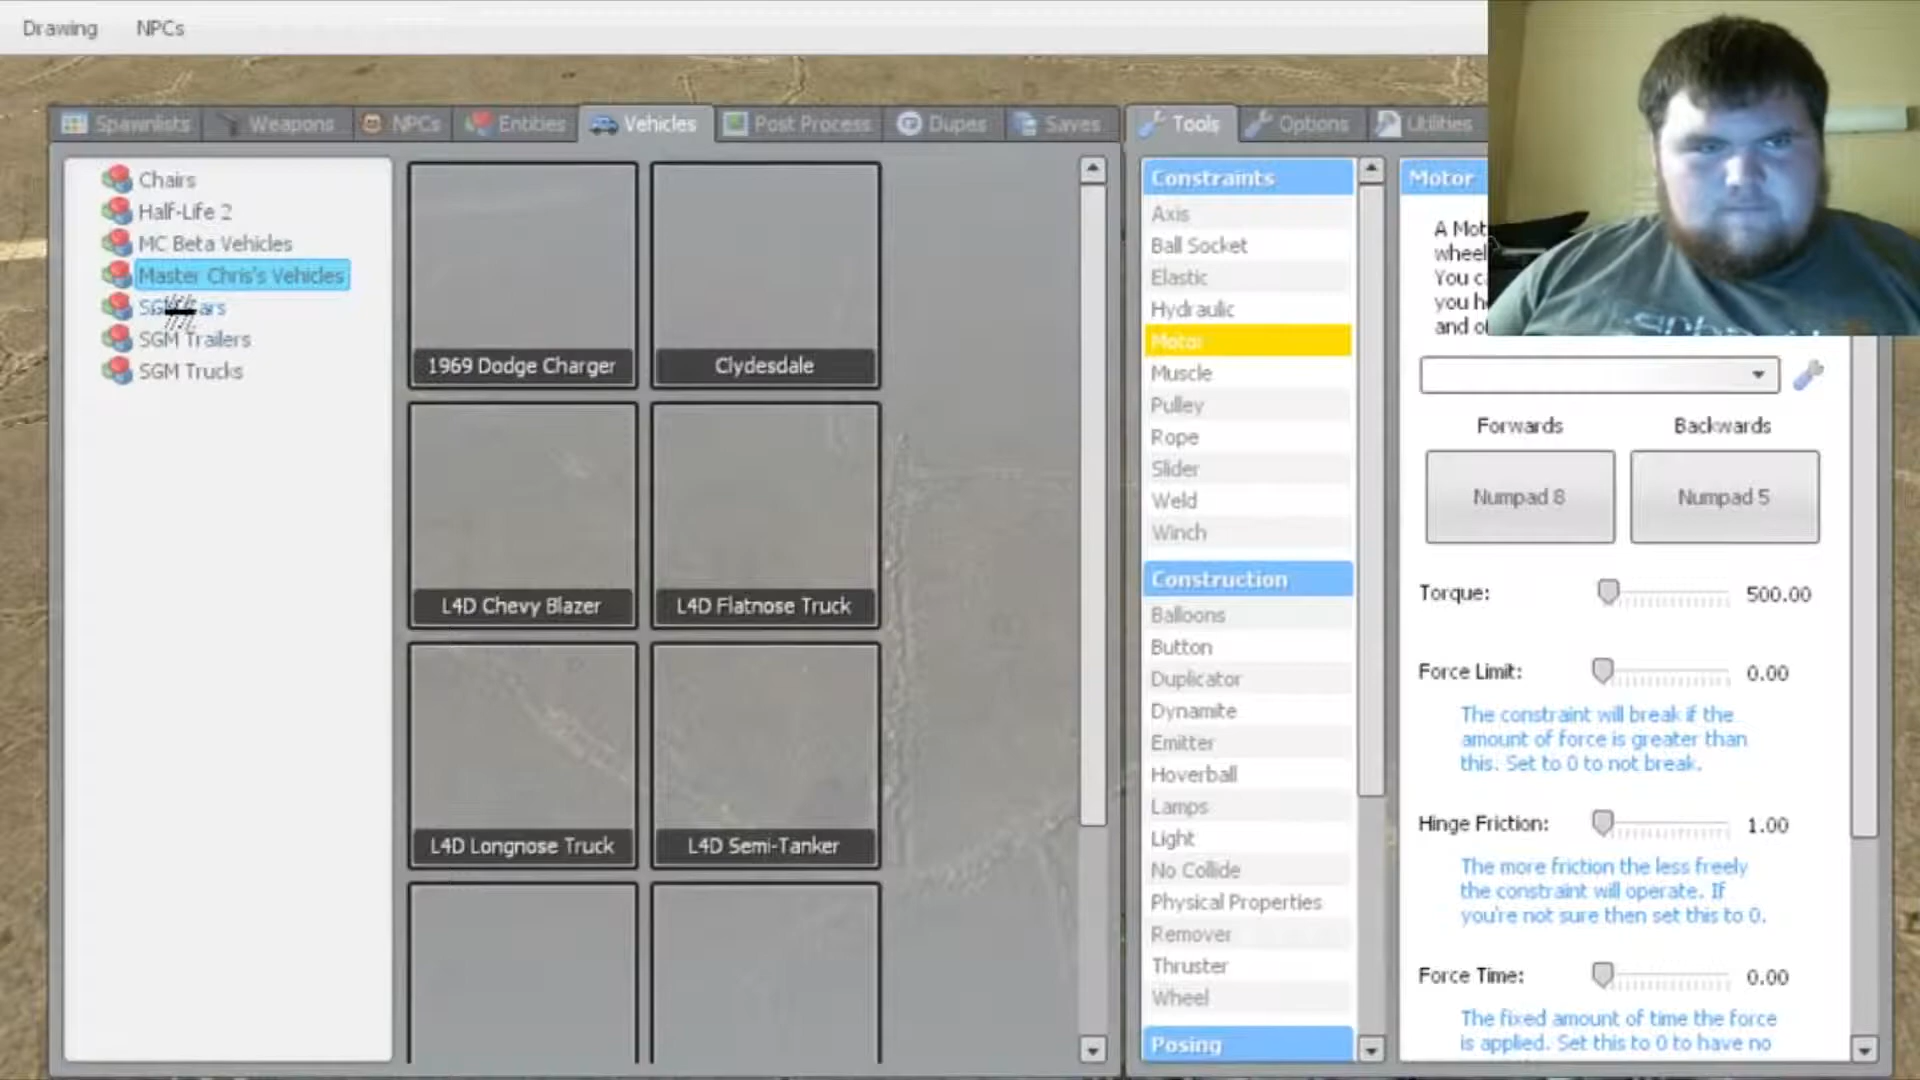 Drawing NPCs
Spawnlists Weapons NPCs Entities Vehicles Post Process Dupes Saves
Chairs
Half-Life 2
MC Beta Vehicles
Master Chris's Vehicles
SGM Trailers
SGM Trucks
1969 Dodge Charger
Clydesdale
L4D Chevy Blazer
L4D Flatnose Truck
L4D Longnose Truck
L4D Semi-Tanker
Tools Options Utilities
Constraints
Axis
Ball Socket
Elastic
Hydraulic
Motor
Muscle
Pulley
Rope
Slider
Weld
Winch
Construction
Balloons
Button
Duplicator
Dynamite
Emitter
Hoverball
Lamps
Light
No Collide
Physical Properties
Remover
Thruster
Wheel
Posing
Motor
A Mot
wheel
You c
you h
and o
Forwards Backwards
Numpad 8 Numpad 5
Torque: 500.00
Force Limit: 0.00
The constraint will break if the
amount of force is greater than
this. Set to 0 to not break.
Hinge Friction: 1.00
The more friction the less freely
the constraint will operate. If
you're not sure then set this to 0.
Force Time: 0.00
The fixed amount of time the force
is applied. Set this to 0 to have no